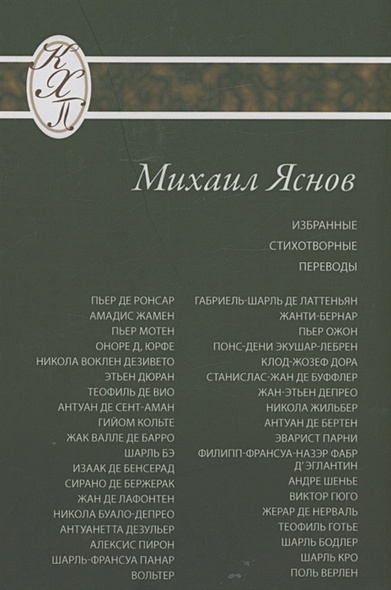 К
Х
П
Михаил Яснов
ИЗБРАННЫЕ
СТИХОТВОРНЫЕ
ПЕРЕВОДЫ
ПЬЕР ДЕ РОНСАР
АМАДИС ЖАМЕН
ПЬЕР МОТЕН
ОНОРЕ Д, ЮРФЕ
НИКОЛА ВОКЛЕН ДЕЗИВЕТО
ЭТЬЕН ДЮРАН
ТЕОФИЛЬ ДЕ ВИО
АНТУАН ДЕ СЕНТ-АМАН
ГИЙОМ КОЛЬТЕ
ЖАК ВАЛЛЕ ДЕ БАРРО
ШАРЛЬ БЭ
ИЗААК ДЕ БЕНСЕРАД
СИРАНО ДЕ БЕРЖЕРАК
ЖАН ДЕ ЛАФОНТЕН
НИКОЛА БУАЛО-ДЕПРЕО
АНТУАНЕТТА ДЕЗУЛЬЕР
АЛЕКСИС ПИРОН
ШАРЛЬ-ФРАНСУА ПАНАР
ВОЛЬТЕР
ГАБРИЕЛЬ-ШАРЛЬ ДЕ ЛАТТЕНЬЯН
ЖАНТИ-БЕРНАР
ПЬЕР ОЖОН
ПОНС-ДЕНИ ЭКУШАР-ЛЕБРЕН
КЛОД-ЖОЗЕФ ДОРА
СТАНИСЛАС-ЖАН ДЕ БУФФЛЕР
ЖАН-ЭТЬЕН ДЕПРЕО
НИКОЛА ЖИЛЬБЕР
АНТУАН ДЕ БЕРТЕН
ЭВАРИСТ ПАРНИ
ФИЛИПП-ФРАНСУА-НАЗЭР ФАБР
Д'ЭГЛАНТИН
АНДРЕ ШЕНЬЕ
ВИКТОР ГЮГО
ЖЕРАР ДЕ НЕРВАЛЬ
ТЕОФИЛЬ ГОТЬЕ
ШАРЛЬ БОДЛЕР
ШАРЛЬ КРО
ПОЛЬ ВЕРЛЕН